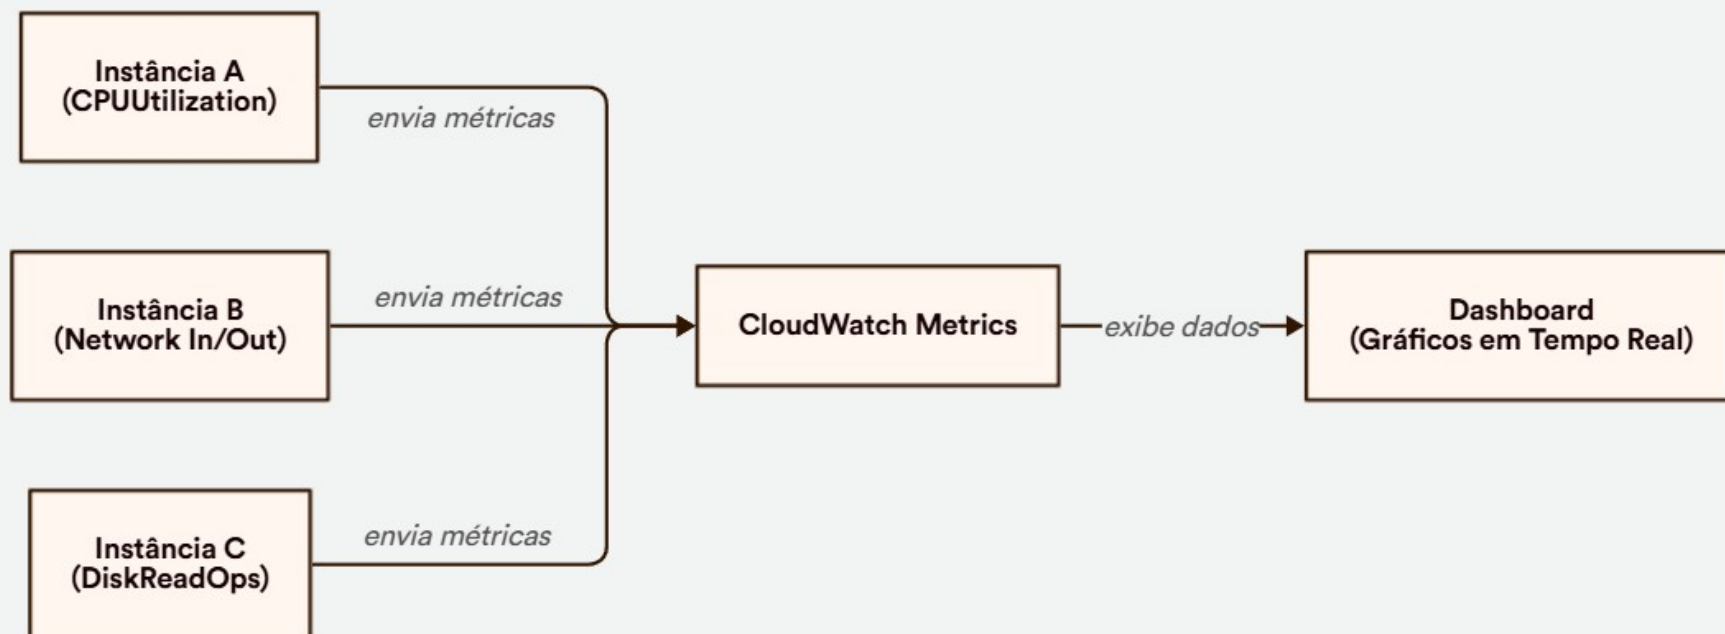 Instância A
(CPUUtilization)
envia métricas
Instância B
(Network In/Out)
envia métricas
CloudWatch Metrics
exibe dados
Dashboard
(Gráficos em Tempo Real)
Instância C
(DiskReadOps)
envia métricas